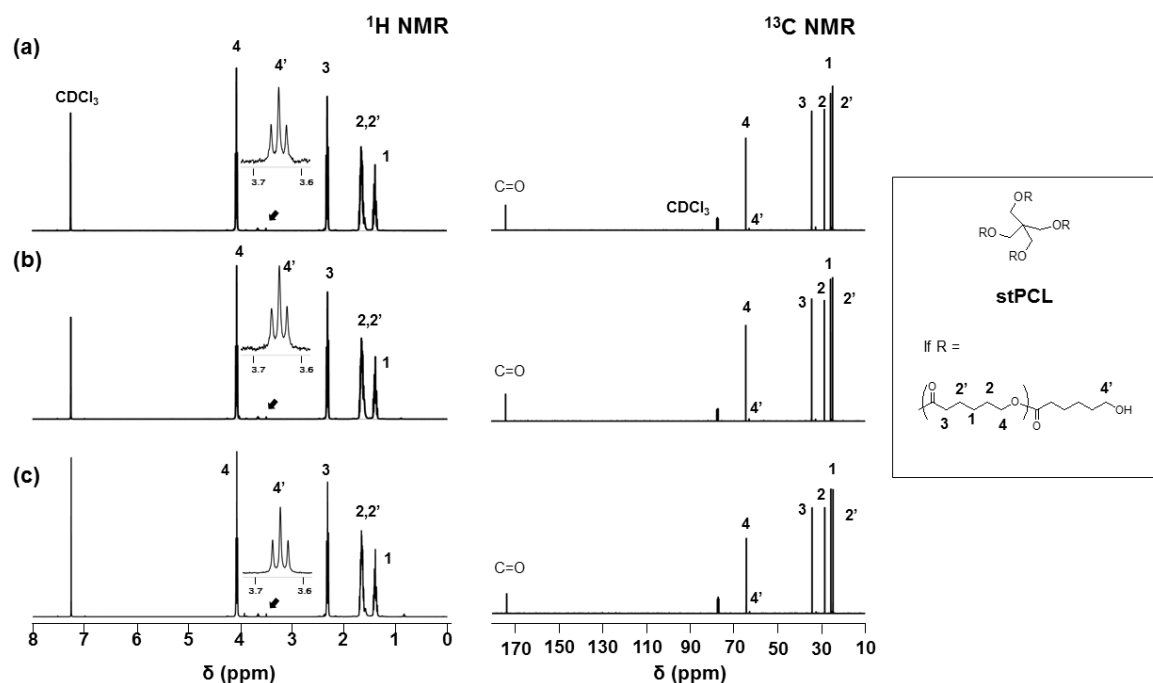 ¹H NMR
¹³C NMR
(a)
4
4'
3
CDCl₃
2,2'
1
3.7 3.6
1
3 2 2'
4
C=O
CDCl₃
4'
(b)
4
4'
3
2,2'
1
3.7 3.6
1
2
3 2'
4
C=O
4'
(c)
4
3
4'
2,2'
1
3.7 3.6
1
2
3 2'
4
C=O
4'
8 7 6 5 4 3 2 1 0
δ (ppm)
170 150 130 110 90 70 50 30 10
δ (ppm)
OR
RO OR
OR
stPCL
If R =
O 2' 2 4'
O OH
3 1 4 O